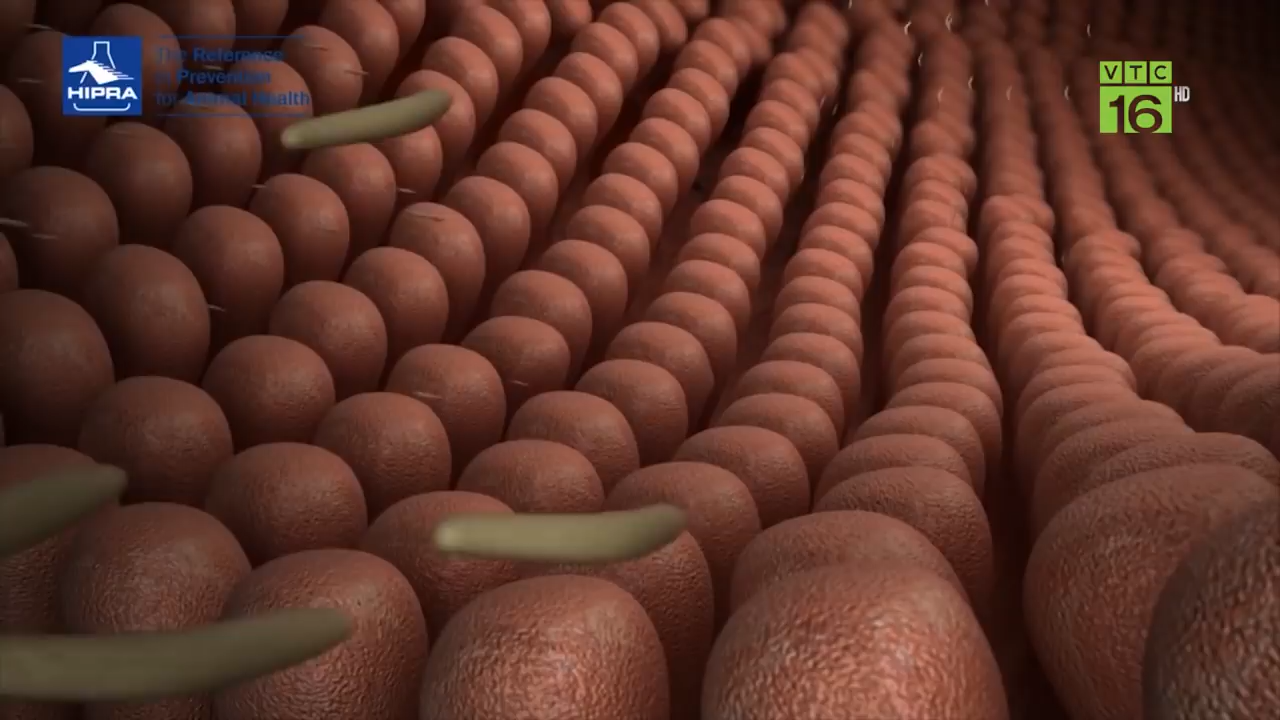 HIPRA
The Reference
in Prevention
for Animal Health
VTC
16
HD